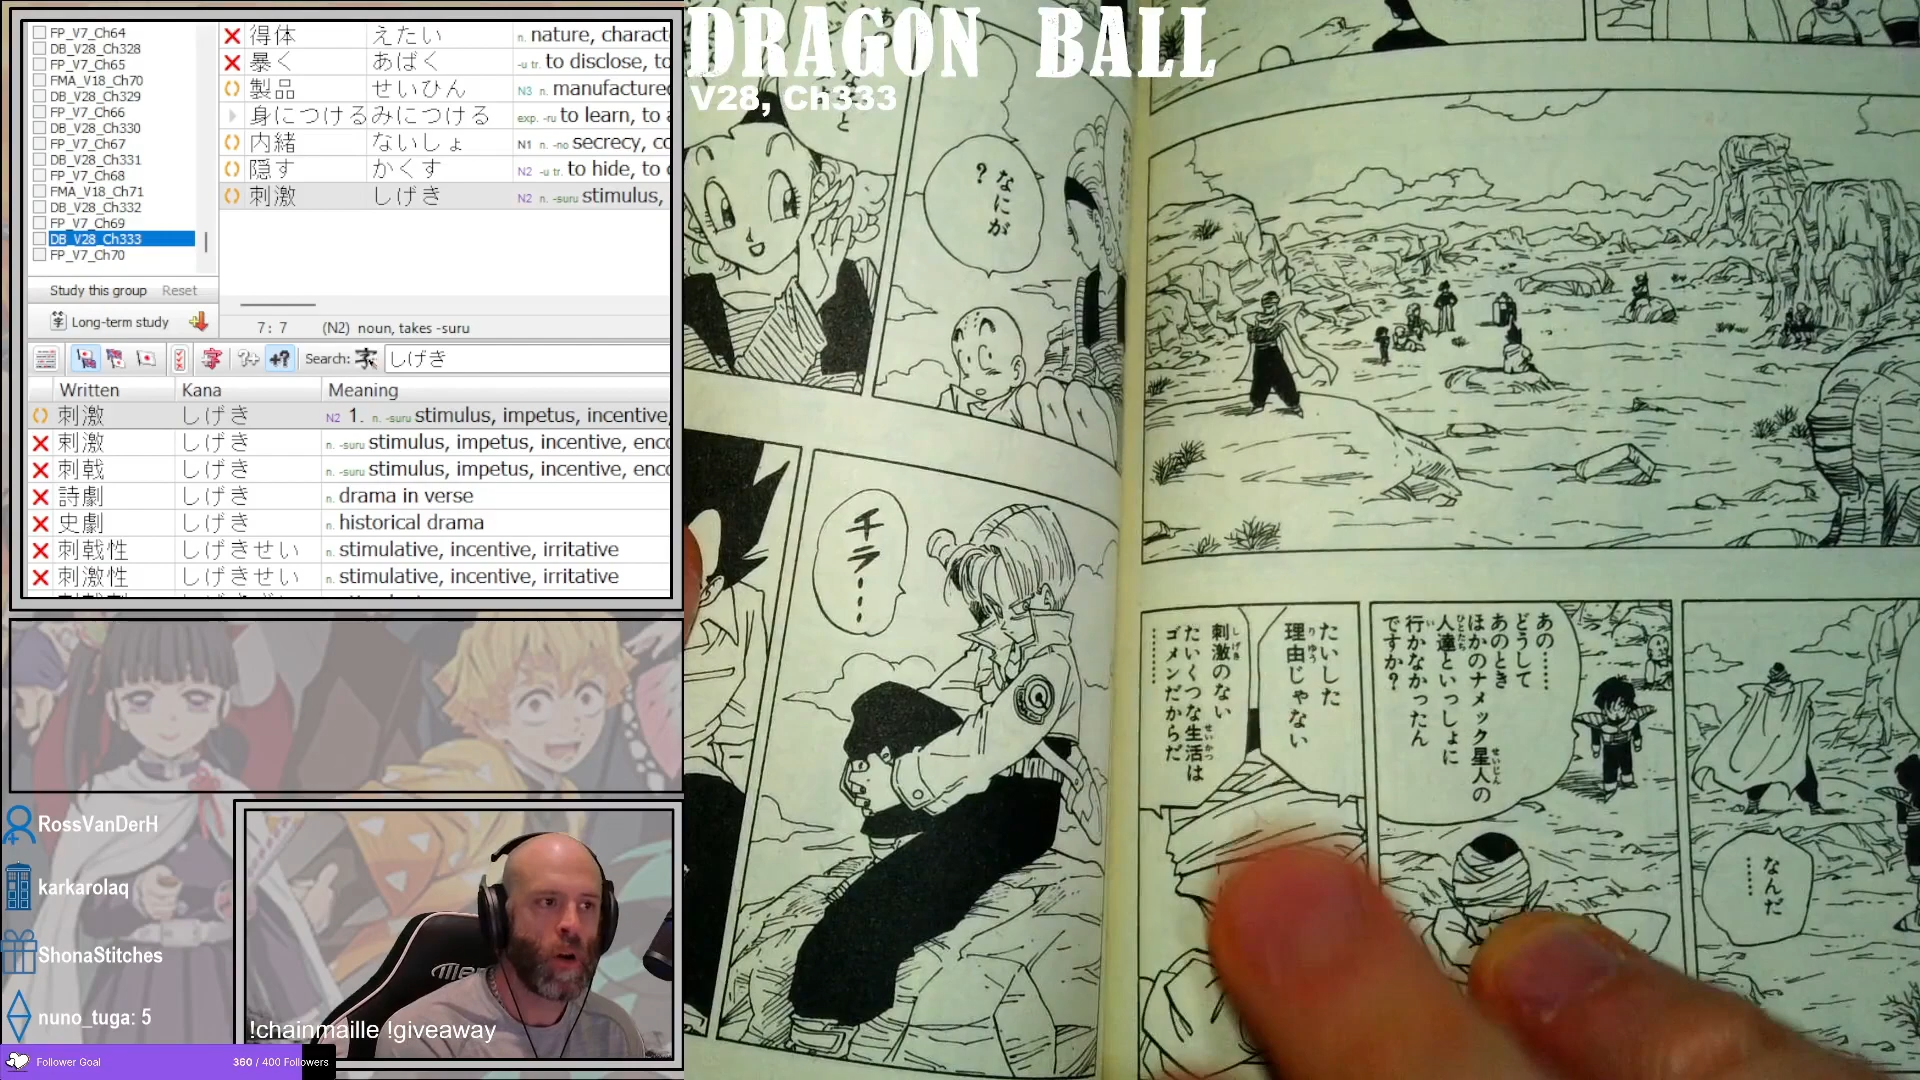 FP_V7_Ch64
DB_V28_Ch328
FP_V7_Ch65
FMA_V18_Ch70
DB_V28_Ch329
FP_V7_Ch66
DB_V28_Ch330
FP_V7_Ch67
DB_V28_Ch331
FP_V7_Ch68
FMA_V18_Ch71
DB_V28_Ch332
FP_V7_Ch69
DB_V28_Ch333
FP_V7_Ch70
Study this group Reset
Long-term study
得体 えたい n. nature, charact
暴く あばく -u tr. to disclose, to
製品 せいひん N3 n. manufactured
身につける みにつける exp. -ru to learn, to
内緒 ないしょ N1 n. -no secrecy, co
隠す かくす N2 -u tr. to hide, to
刺激 しげき N2 n. -suru stimulus,
7: 7 (N2) noun, takes -suru
Search: しげき
Written Kana Meaning
刺激 しげき N2 1. n. -suru stimulus, impetus, incentive,
刺激 しげき n. -suru stimulus, impetus, incentive, enco
刺戟 しげき n. -suru stimulus, impetus, incentive, enco
詩劇 しげき n. drama in verse
史劇 しげき n. historical drama
刺戟性 しげきせい n. stimulative, incentive, irritative
刺激性 しげきせい n. stimulative, incentive, irritative
RossVanDerH
karkarolaq
ShonaStitches
nuno_tuga: 5
Follower Goal 360 / 400 Followers
!chainmaille !giveaway
DRAGON BALL
V28, Ch333
なにが
？
チラ…
なんだ
……
あの……
どうして
あのとき
ほかのナメック星人の
人達といっしょに
行かなかったん
ですか？
たいした
理由じゃない
刺激のない
たいくつな生活は
ゴメンだからだ
………